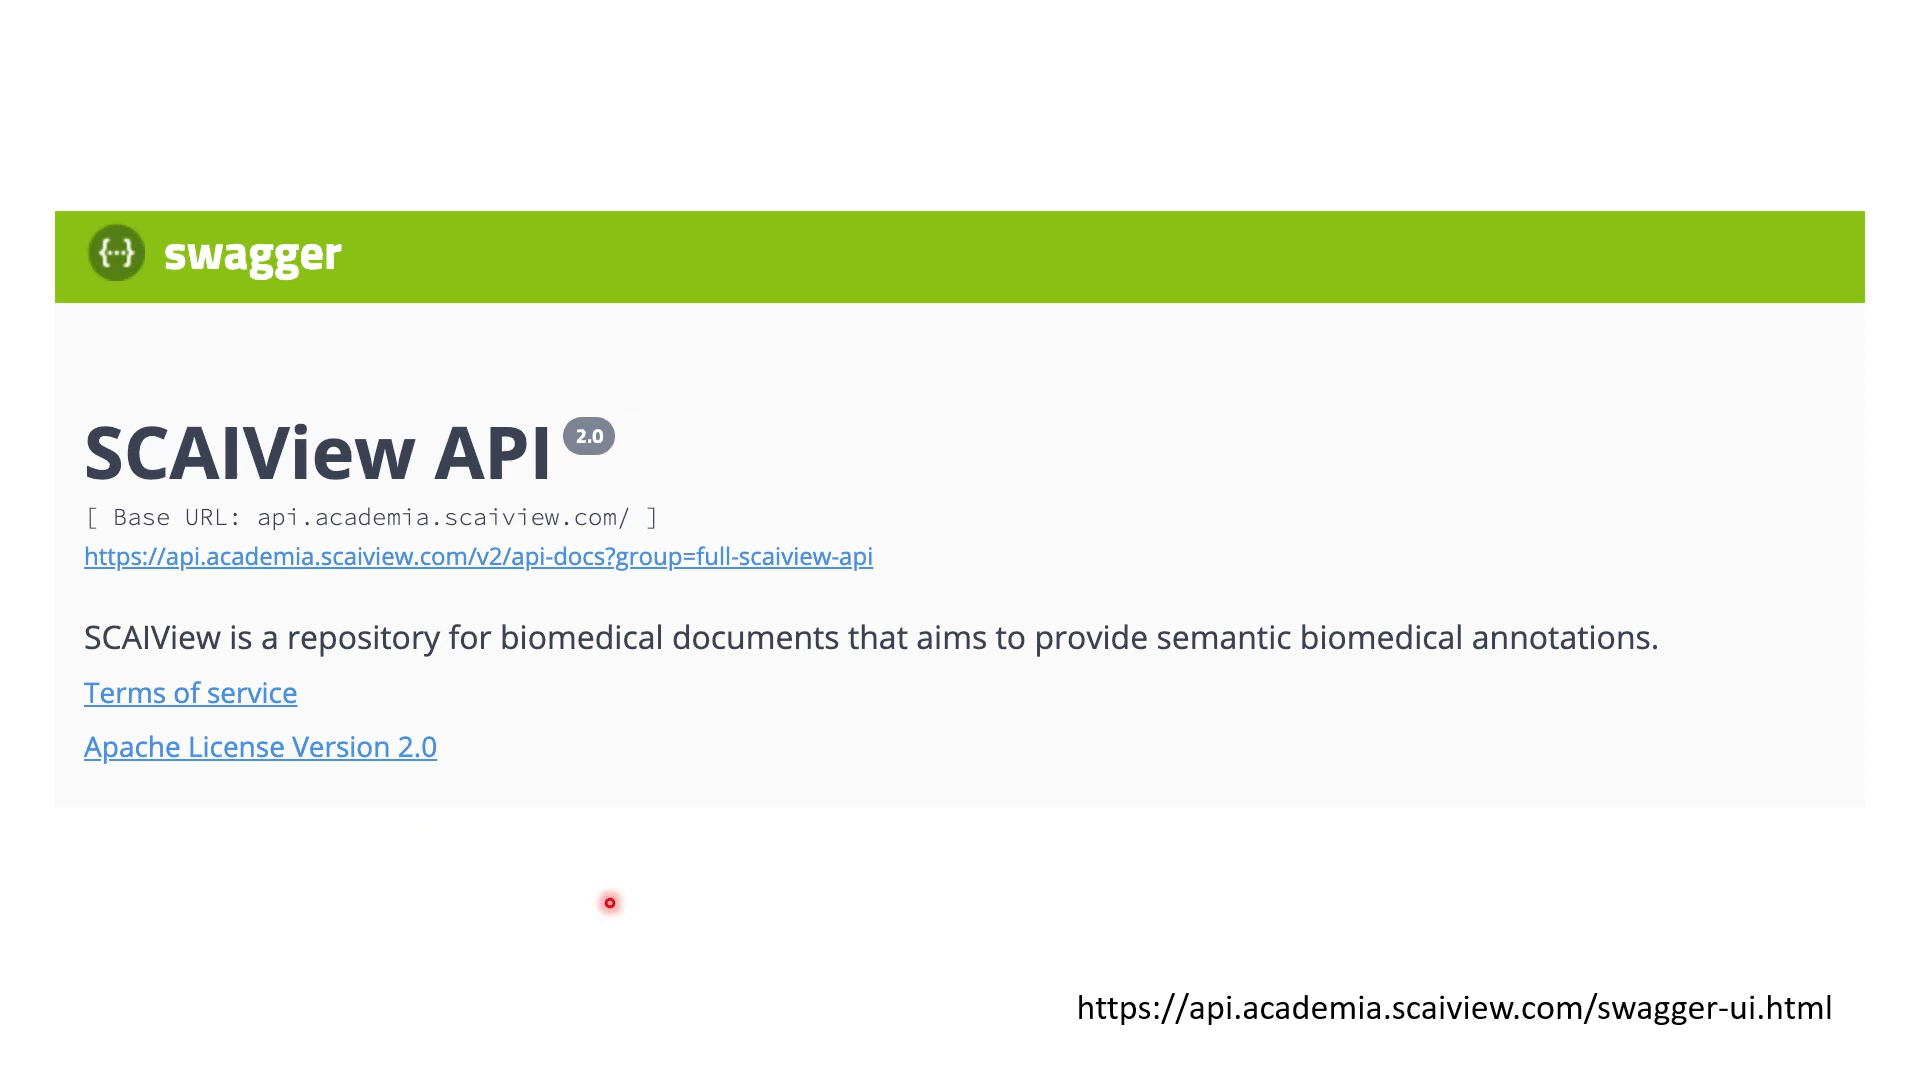 {···} swagger
SCAIView API 2.0
[ Base URL: api.academia.scaiview.com/ ]
https://api.academia.scaiview.com/v2/api-docs?group=full-scaiview-api
SCAIView is a repository for biomedical documents that aims to provide semantic biomedical annotations.
Terms of service
Apache License Version 2.0
https://api.academia.scaiview.com/swagger-ui.html